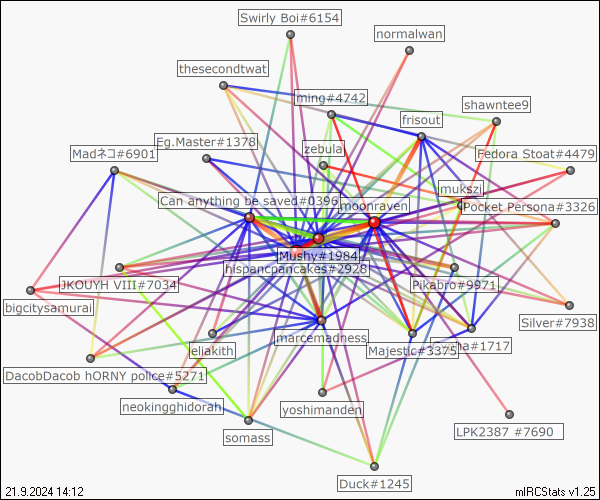 Swirly Boi#6154
normalwan
thesecondtwat
ming#4742
shawntee9
frisout
Eg.Master#1378
zebula
Madネコ#6901
Fedora Stoat#4479
mukszi
Can anything be saved#0396
moonraven
Pocket Persona#3326
Mushy#1984
hispancpancakes#2928
JKOUYH VIII#7034
Pikabro#9971
bigcitysamurai
Silver#7938
eliakith
marcemadness
Majestic#3375
#1717
DacobDacob hORNY police#5271
neokingghidorah
yoshimanden
somass
LPK2387 #7690
Duck#1245
21.9.2024 14:12
mIRCStats v1.25